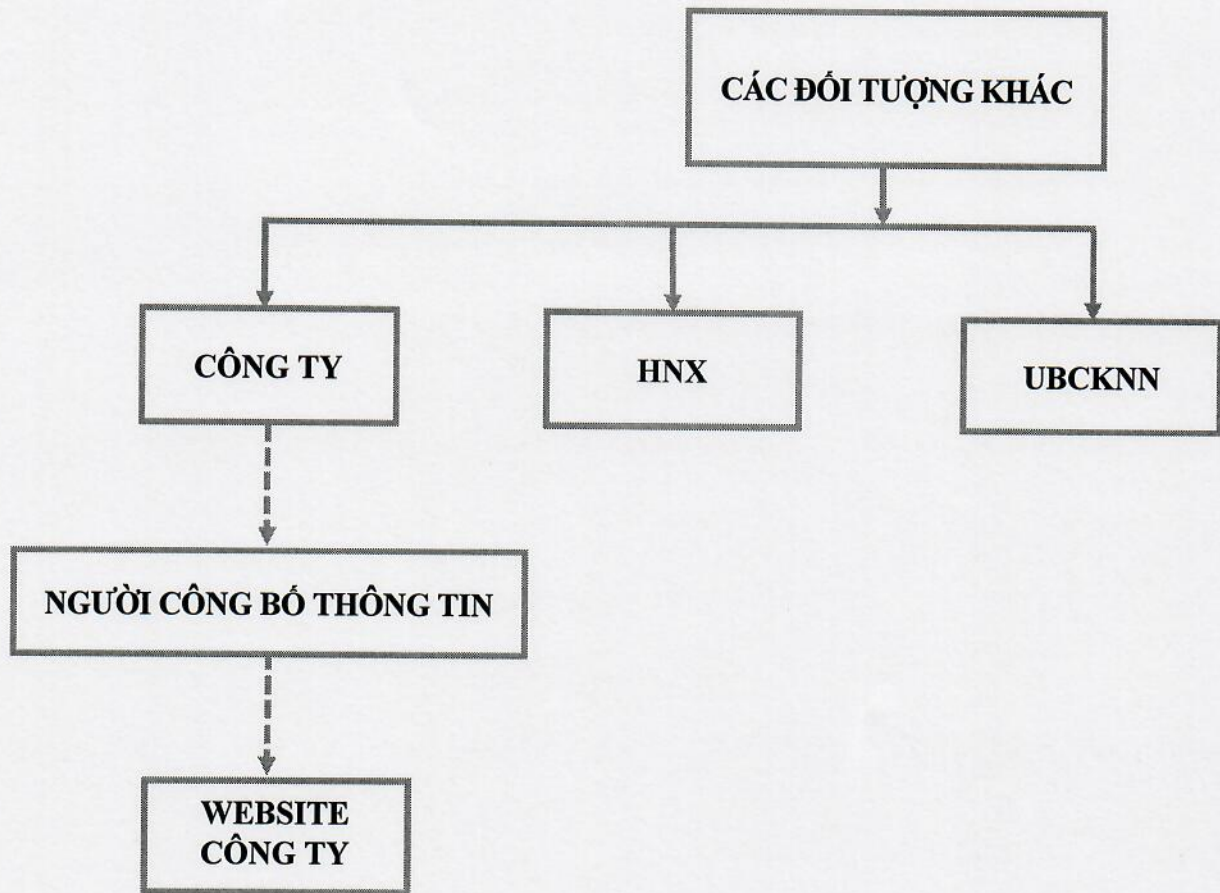 CÁC ĐỐI TƯỢNG KHÁC
CÔNG TY
HNX
UBCKNN
NGƯỜI CÔNG BỐ THÔNG TIN
WEBSITE
CÔNG TY